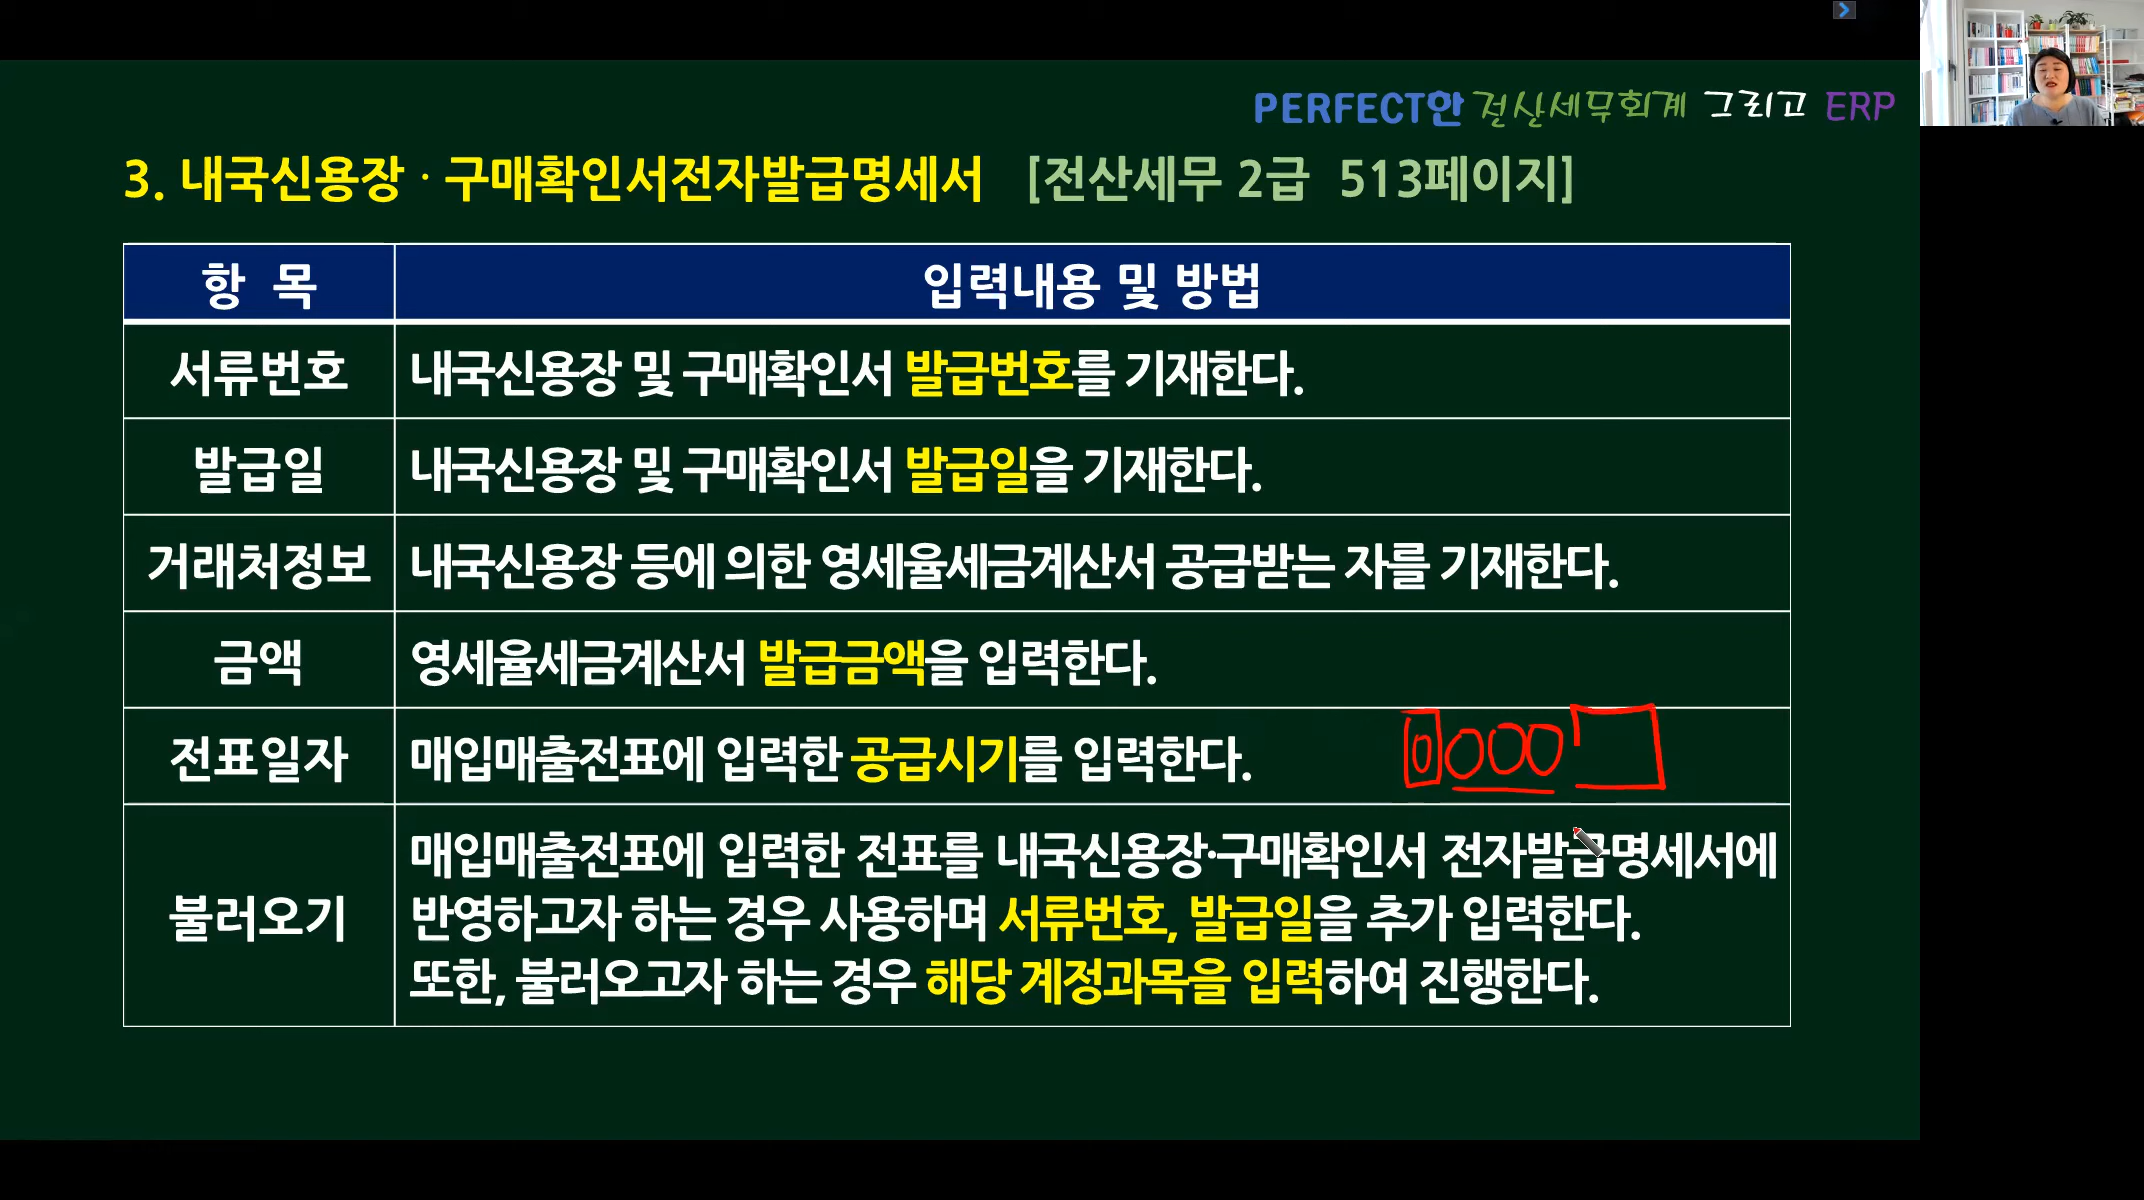 PERFECT한 전산세무회계 그리고 ERP
3. 내국신용장 · 구매확인서전자발급명세서 [전산세무 2급 513페이지]
항 목 입력내용 및 방법
서류번호 내국신용장 및 구매확인서 발급번호를 기재한다.
발급일 내국신용장 및 구매확인서 발급일을 기재한다.
거래처정보 내국신용장 등에 의한 영세율세금계산서 공급받는 자를 기재한다.
금액 영세율세금계산서 발급금액을 입력한다.
전표일자 매입매출전표에 입력한 공급시기를 입력한다. 0000
불러오기 매입매출전표에 입력한 전표를 내국신용장·구매확인서 전자발급명세서에
반영하고자 하는 경우 사용하며 서류번호, 발급일을 추가 입력한다.
또한, 불러오고자 하는 경우 해당 계정과목을 입력하여 진행한다.